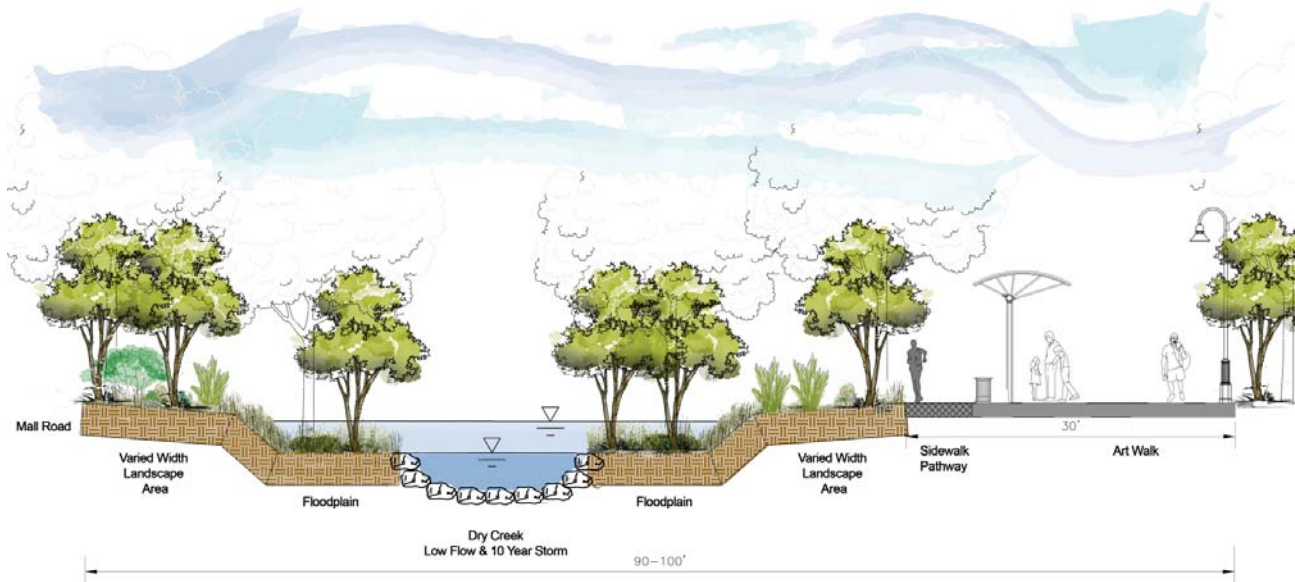 Mall Road
Varied Width
Landscape
Area
Floodplain
Dry Creek
Low Flow & 10 Year Storm
Floodplain
Varied Width
Landscape
Area
Sidewalk
Pathway
30'
Art Walk
90-100'